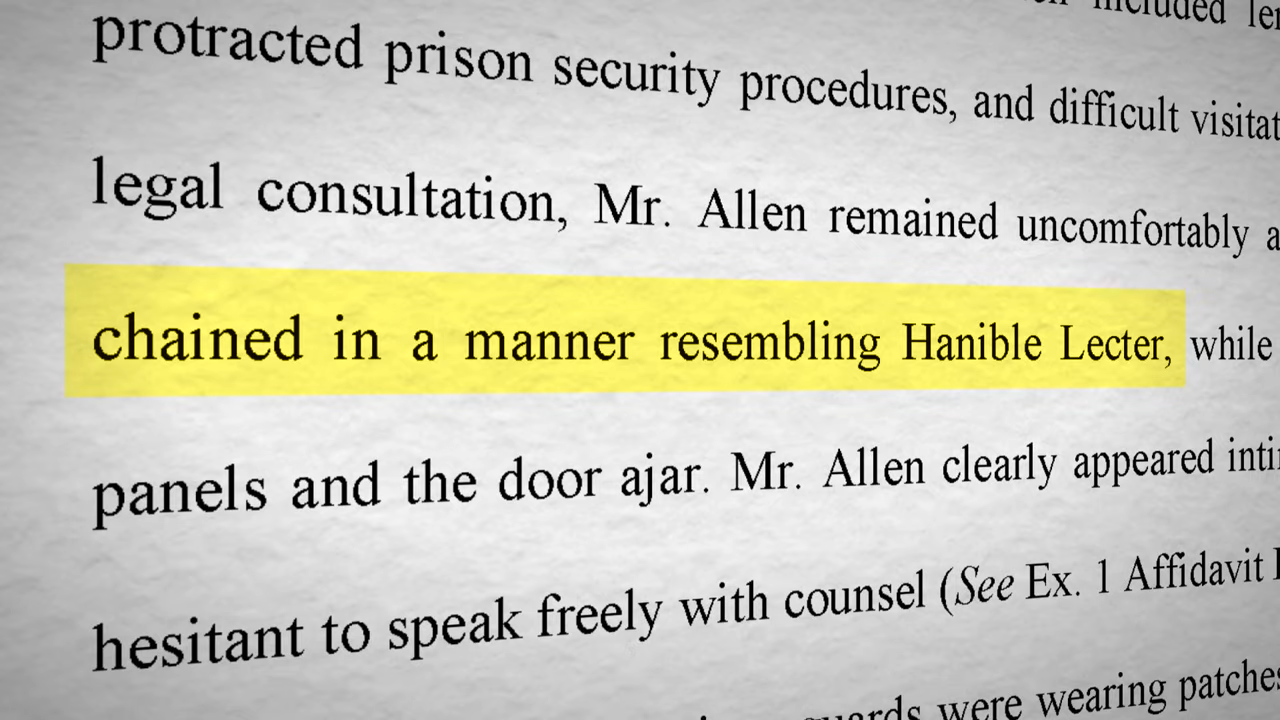 included
protracted prison security procedures, and difficult
legal consultation, Mr. Allen remained uncomfortably
chained in a manner resembling Hanible Lecter, while
panels and the door ajar. Mr. Allen clearly appeared
hesitant to speak freely with counsel (See Ex. 1 Affidavit
were wearing patches